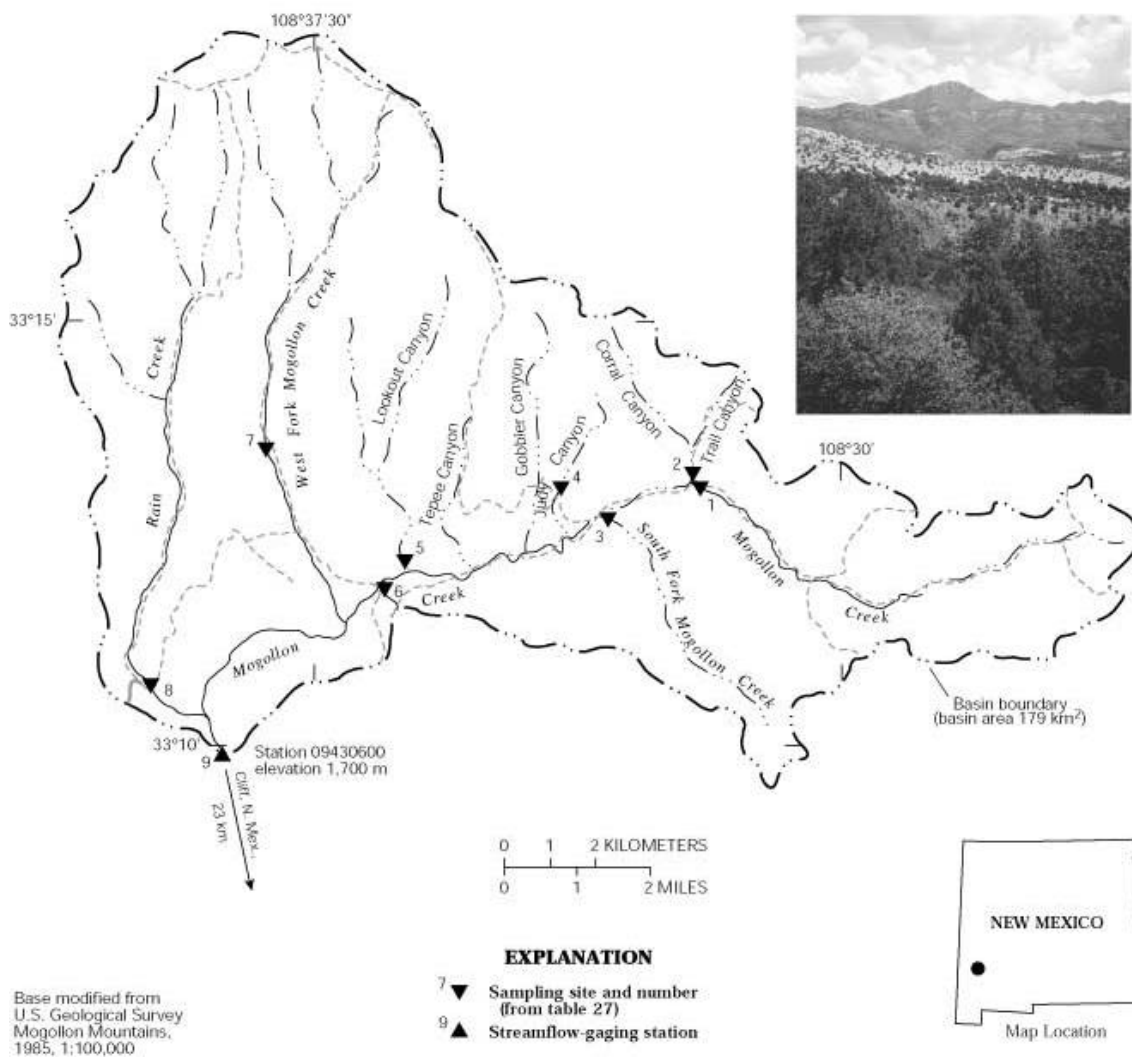 108°37'30"
33°15'
Creek
Rain
7
West Fork Mogollon Creek
Lookout Canyon
Tepee Canyon
Gobbler Canyon
Judy Canyon
4
Corral Canyon
Trail Canyon
2
1
108°30'
3
5
6
Mogollon
Creek
South Fork Mogollon Creek
Creek
Mogollon
8
33°10'
9
Station 09430600
elevation 1,700 m
Cliff, N. Mex.,
23 km
Basin boundary
(basin area 179 km²)
0 1 2 KILOMETERS
0 1 2 MILES
EXPLANATION
7 Sampling site and number
(from table 27)
9 Streamflow-gaging station
NEW MEXICO
Map Location
Base modified from
U.S. Geological Survey
Mogollon Mountains,
1985, 1:100,000